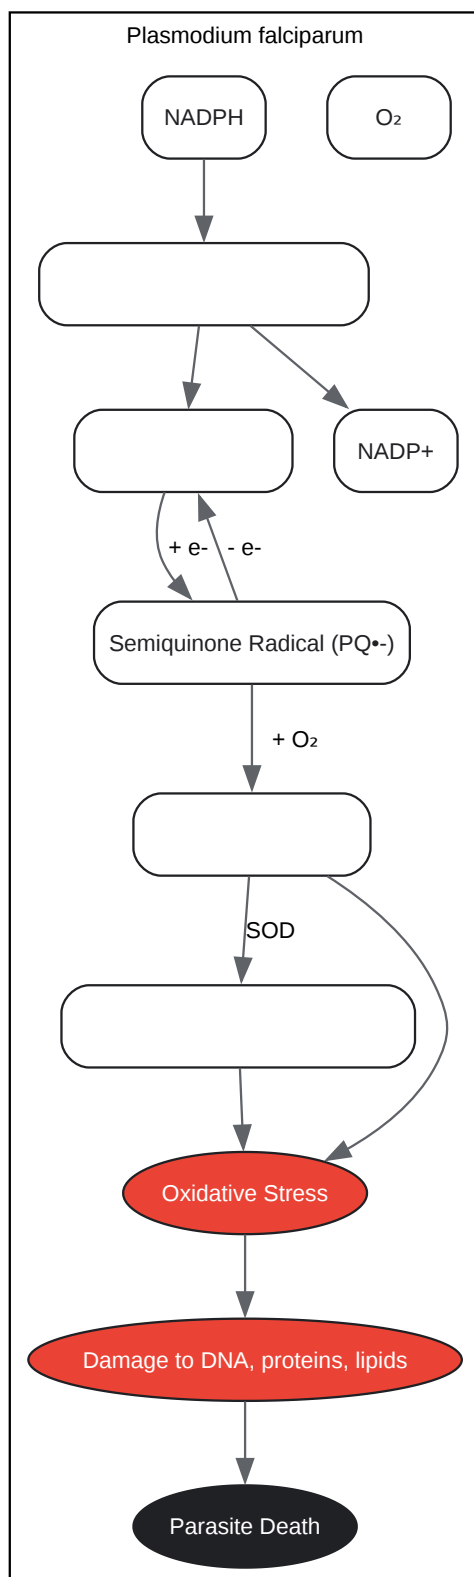 Plasmodium falciparum
NADPH
O₂
NADP+
+ e-
- e-
Semiquinone Radical (PQ•-)
+ O₂
SOD
Oxidative Stress
Damage to DNA, proteins, lipids
Parasite Death